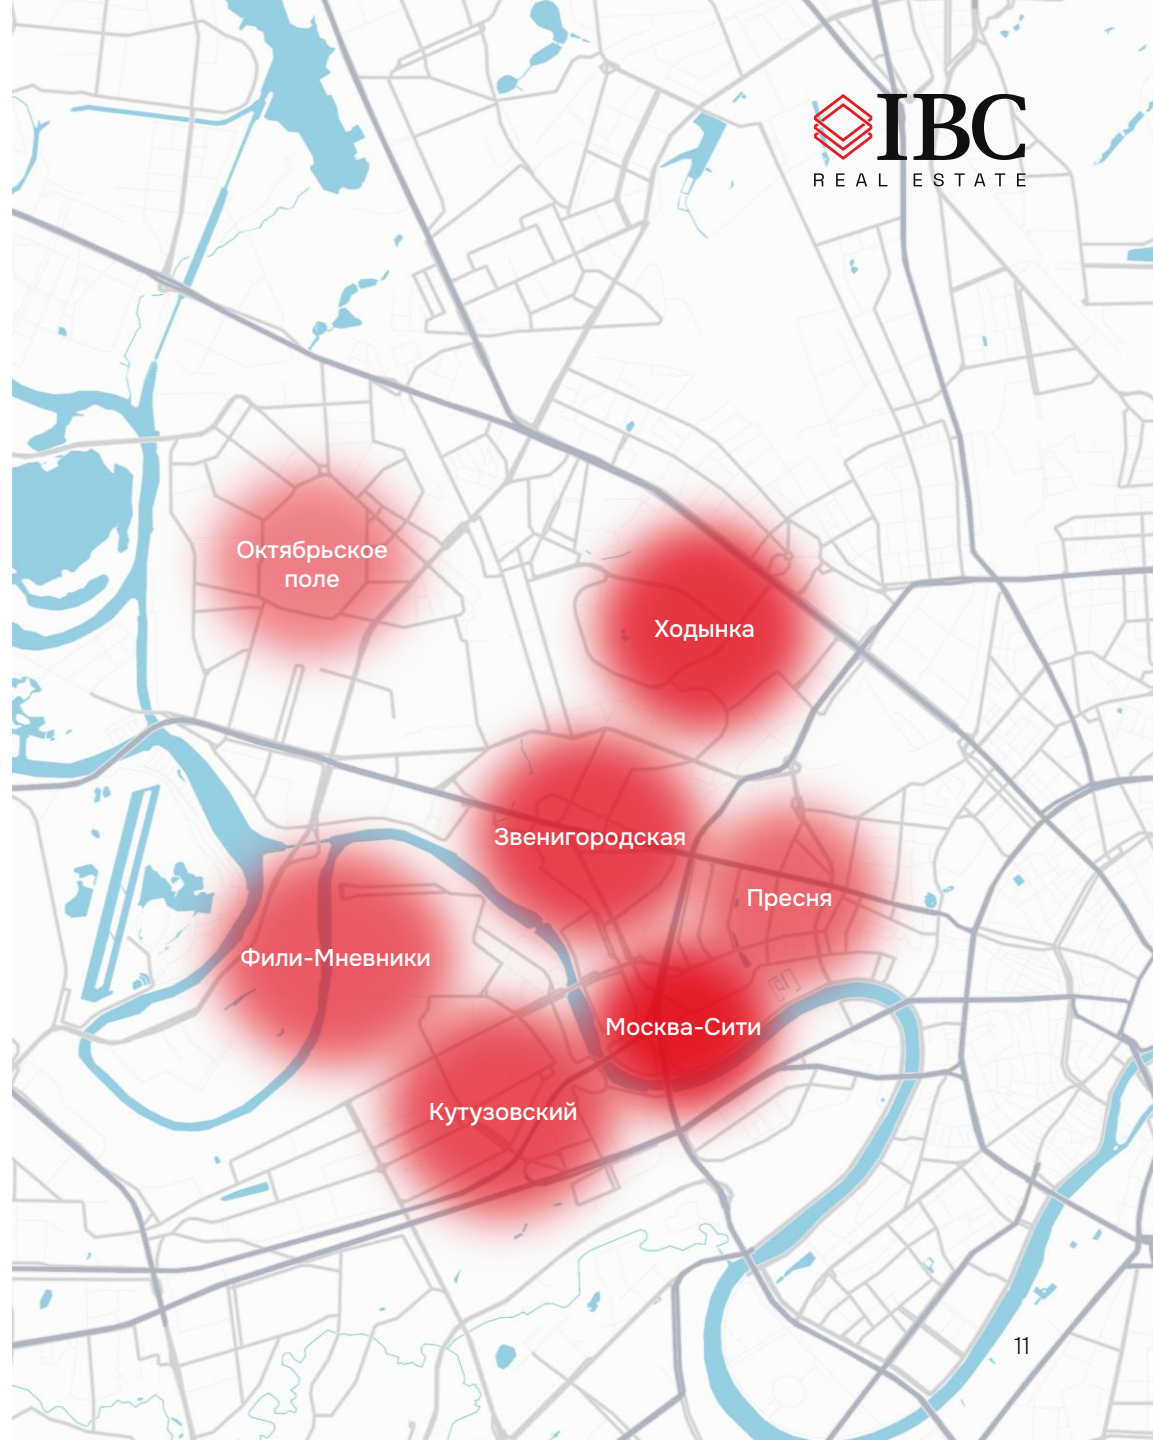 IBC
REAL ESTATE
Октябрьское
поле
Ходынка
Звенигородская
Пресня
Фили-Мневники
Москва-Сити
Кутузовский
11